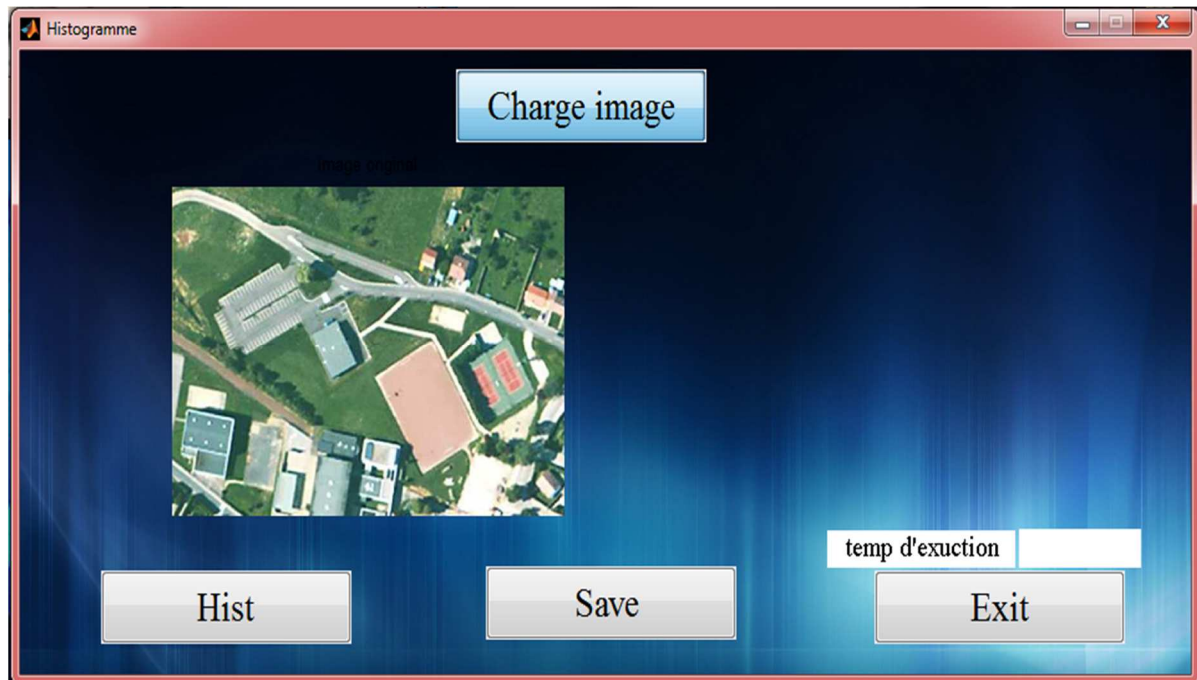 Histogramme
Charge image
image original
temp d'exuction
Hist
Save
Exit